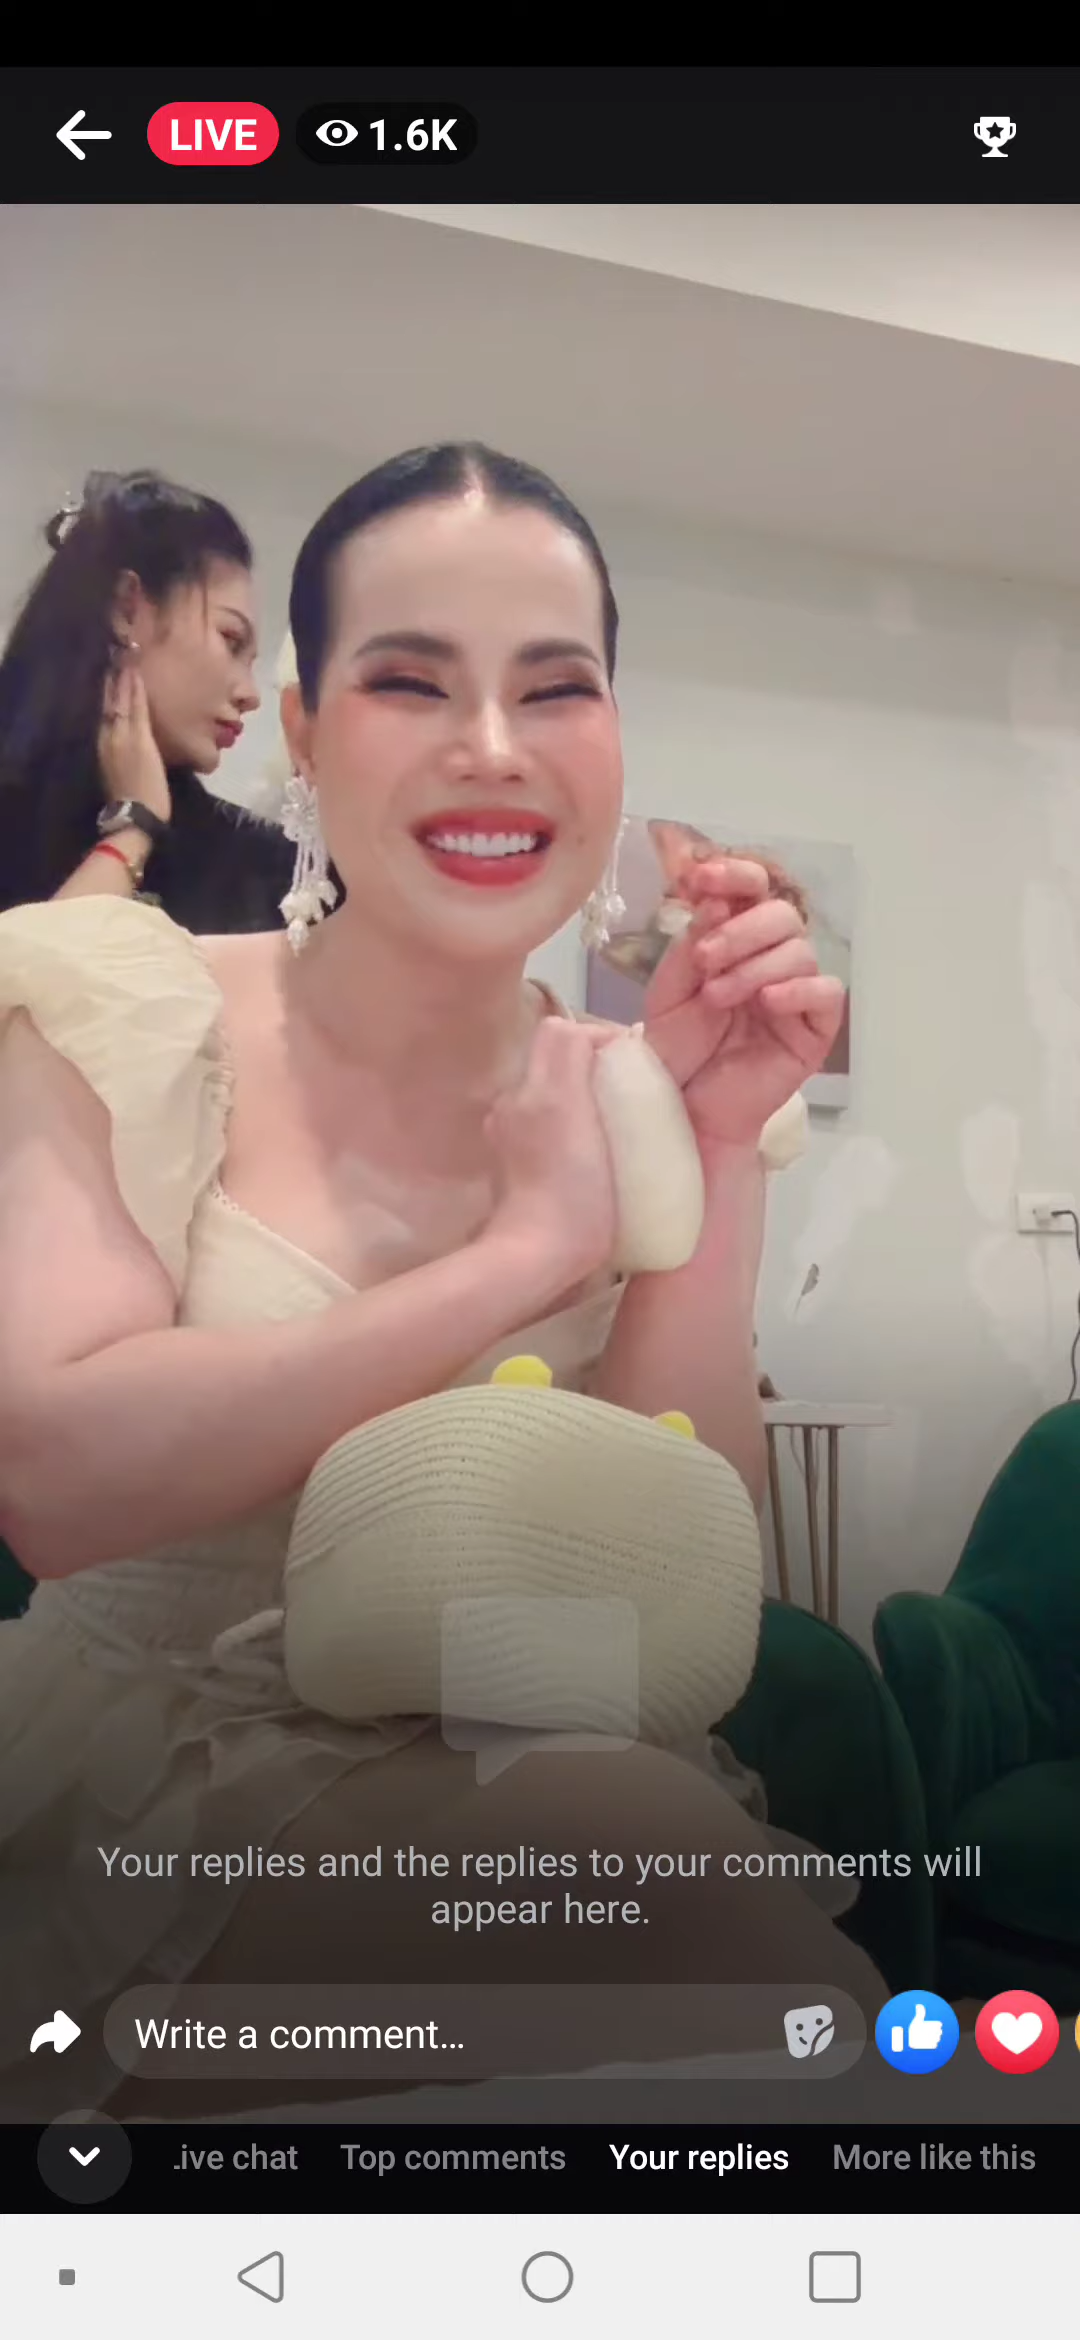 LIVE 1.6K
Your replies and the replies to your comments will
appear here.
Write a comment...
ive chat Top comments Your replies More like this